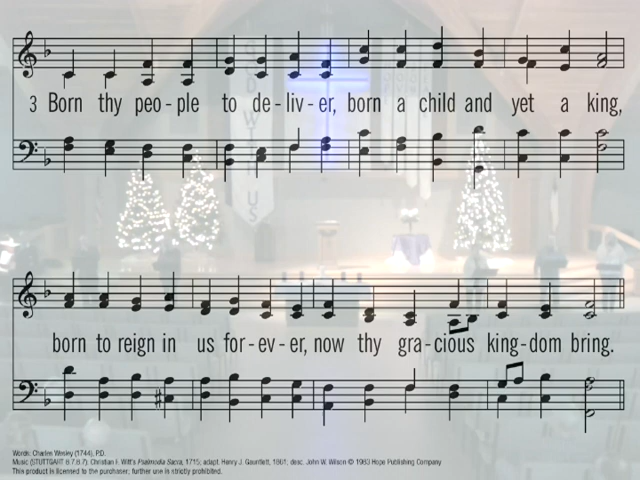 3 Born thy peo - ple to de - liv - er, born a child and yet a king,
born to reign in us for - ev - er, now thy gra - cious king - dom bring.
Words: Charles Wesley (1744), P.D.
Music (STUTTGART 8.7.8.7): Christian F. Witt's Psalmodia Sacra, 1715; adapt. Henry J. Gauntlett, 1861; desc. John W. Wilson © 1983 Hope Publishing Company
This product is licensed to the purchaser; further use is strictly prohibited.